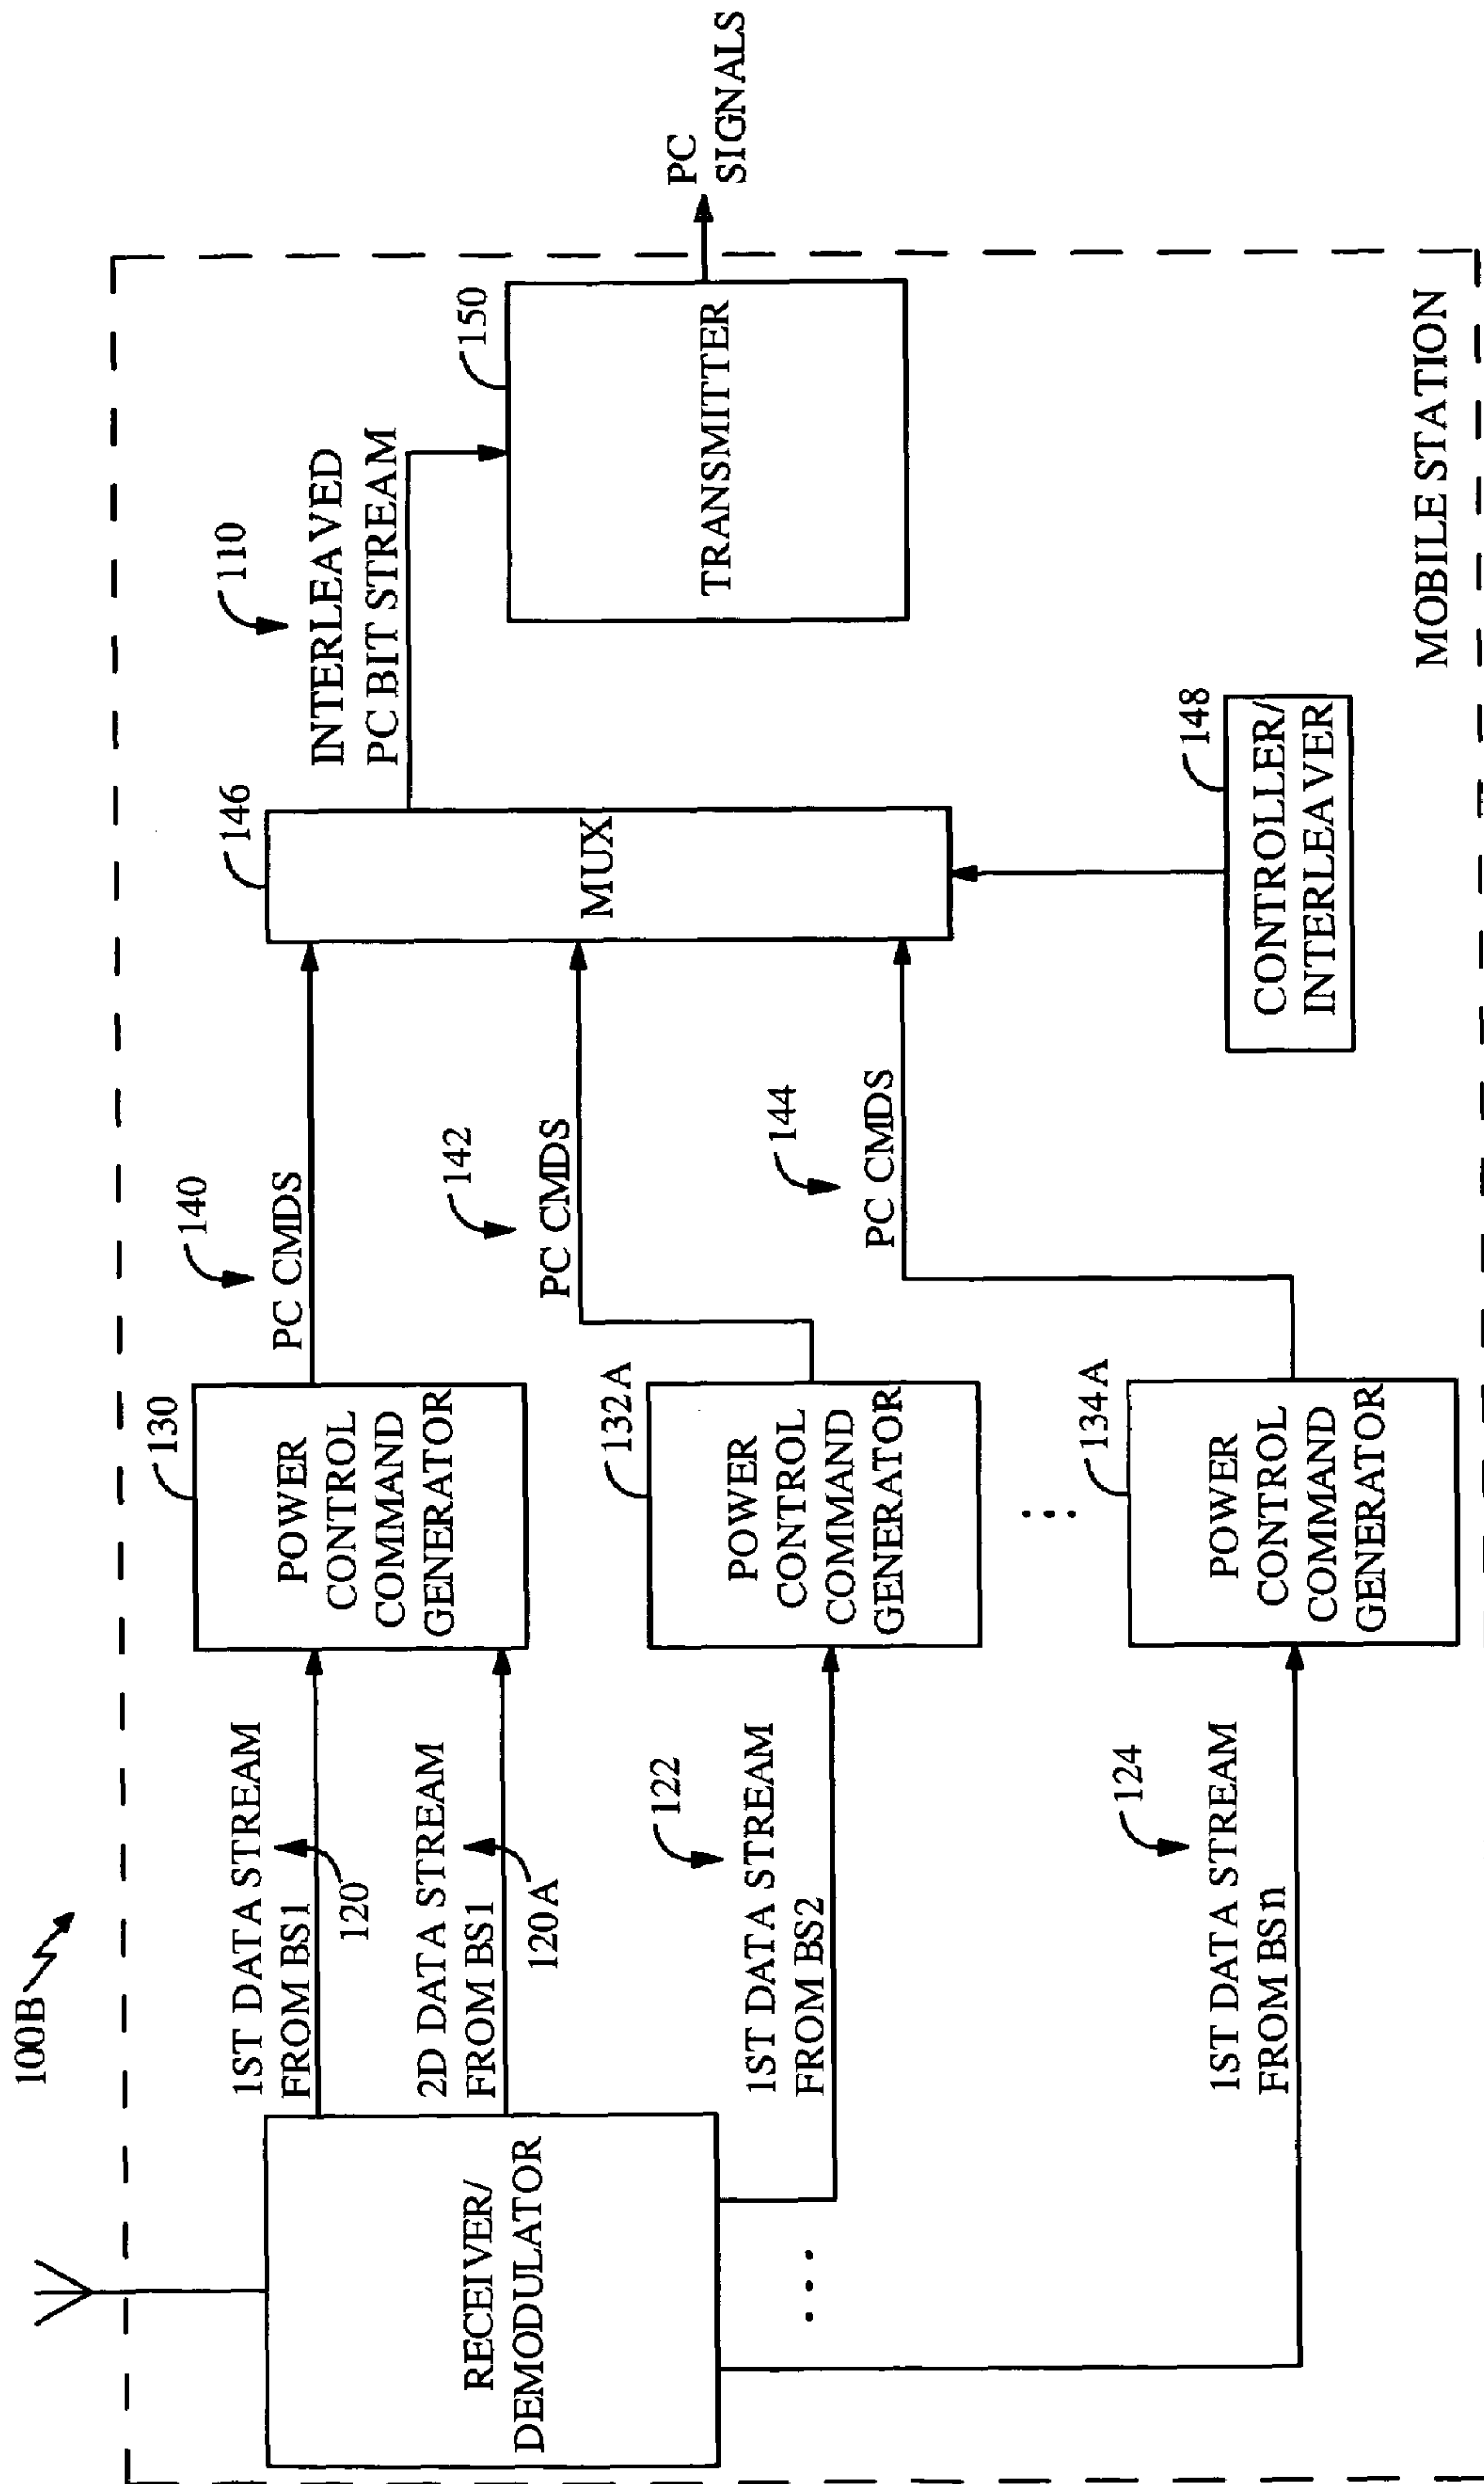 100B
RECEIVER/
DEMODULATOR
1ST DATA STREAM
FROM BS1
120
2D DATA STREAM
FROM BS1
120A
122
1ST DATA STREAM
FROM BS2
124
1ST DATA STREAM
FROM BSn
130
POWER
CONTROL
COMMAND
GENERATOR
132A
POWER
CONTROL
COMMAND
GENERATOR
134A
POWER
CONTROL
COMMAND
GENERATOR
140
PC CMDS
142
PC CMDS
144
PC CMDS
146
MUX
148
CONTROLLER/
INTERLEAVER
110
INTERLEAVED
PC BIT STREAM
150
TRANSMITTER
PC
SIGNALS
MOBILE STATION